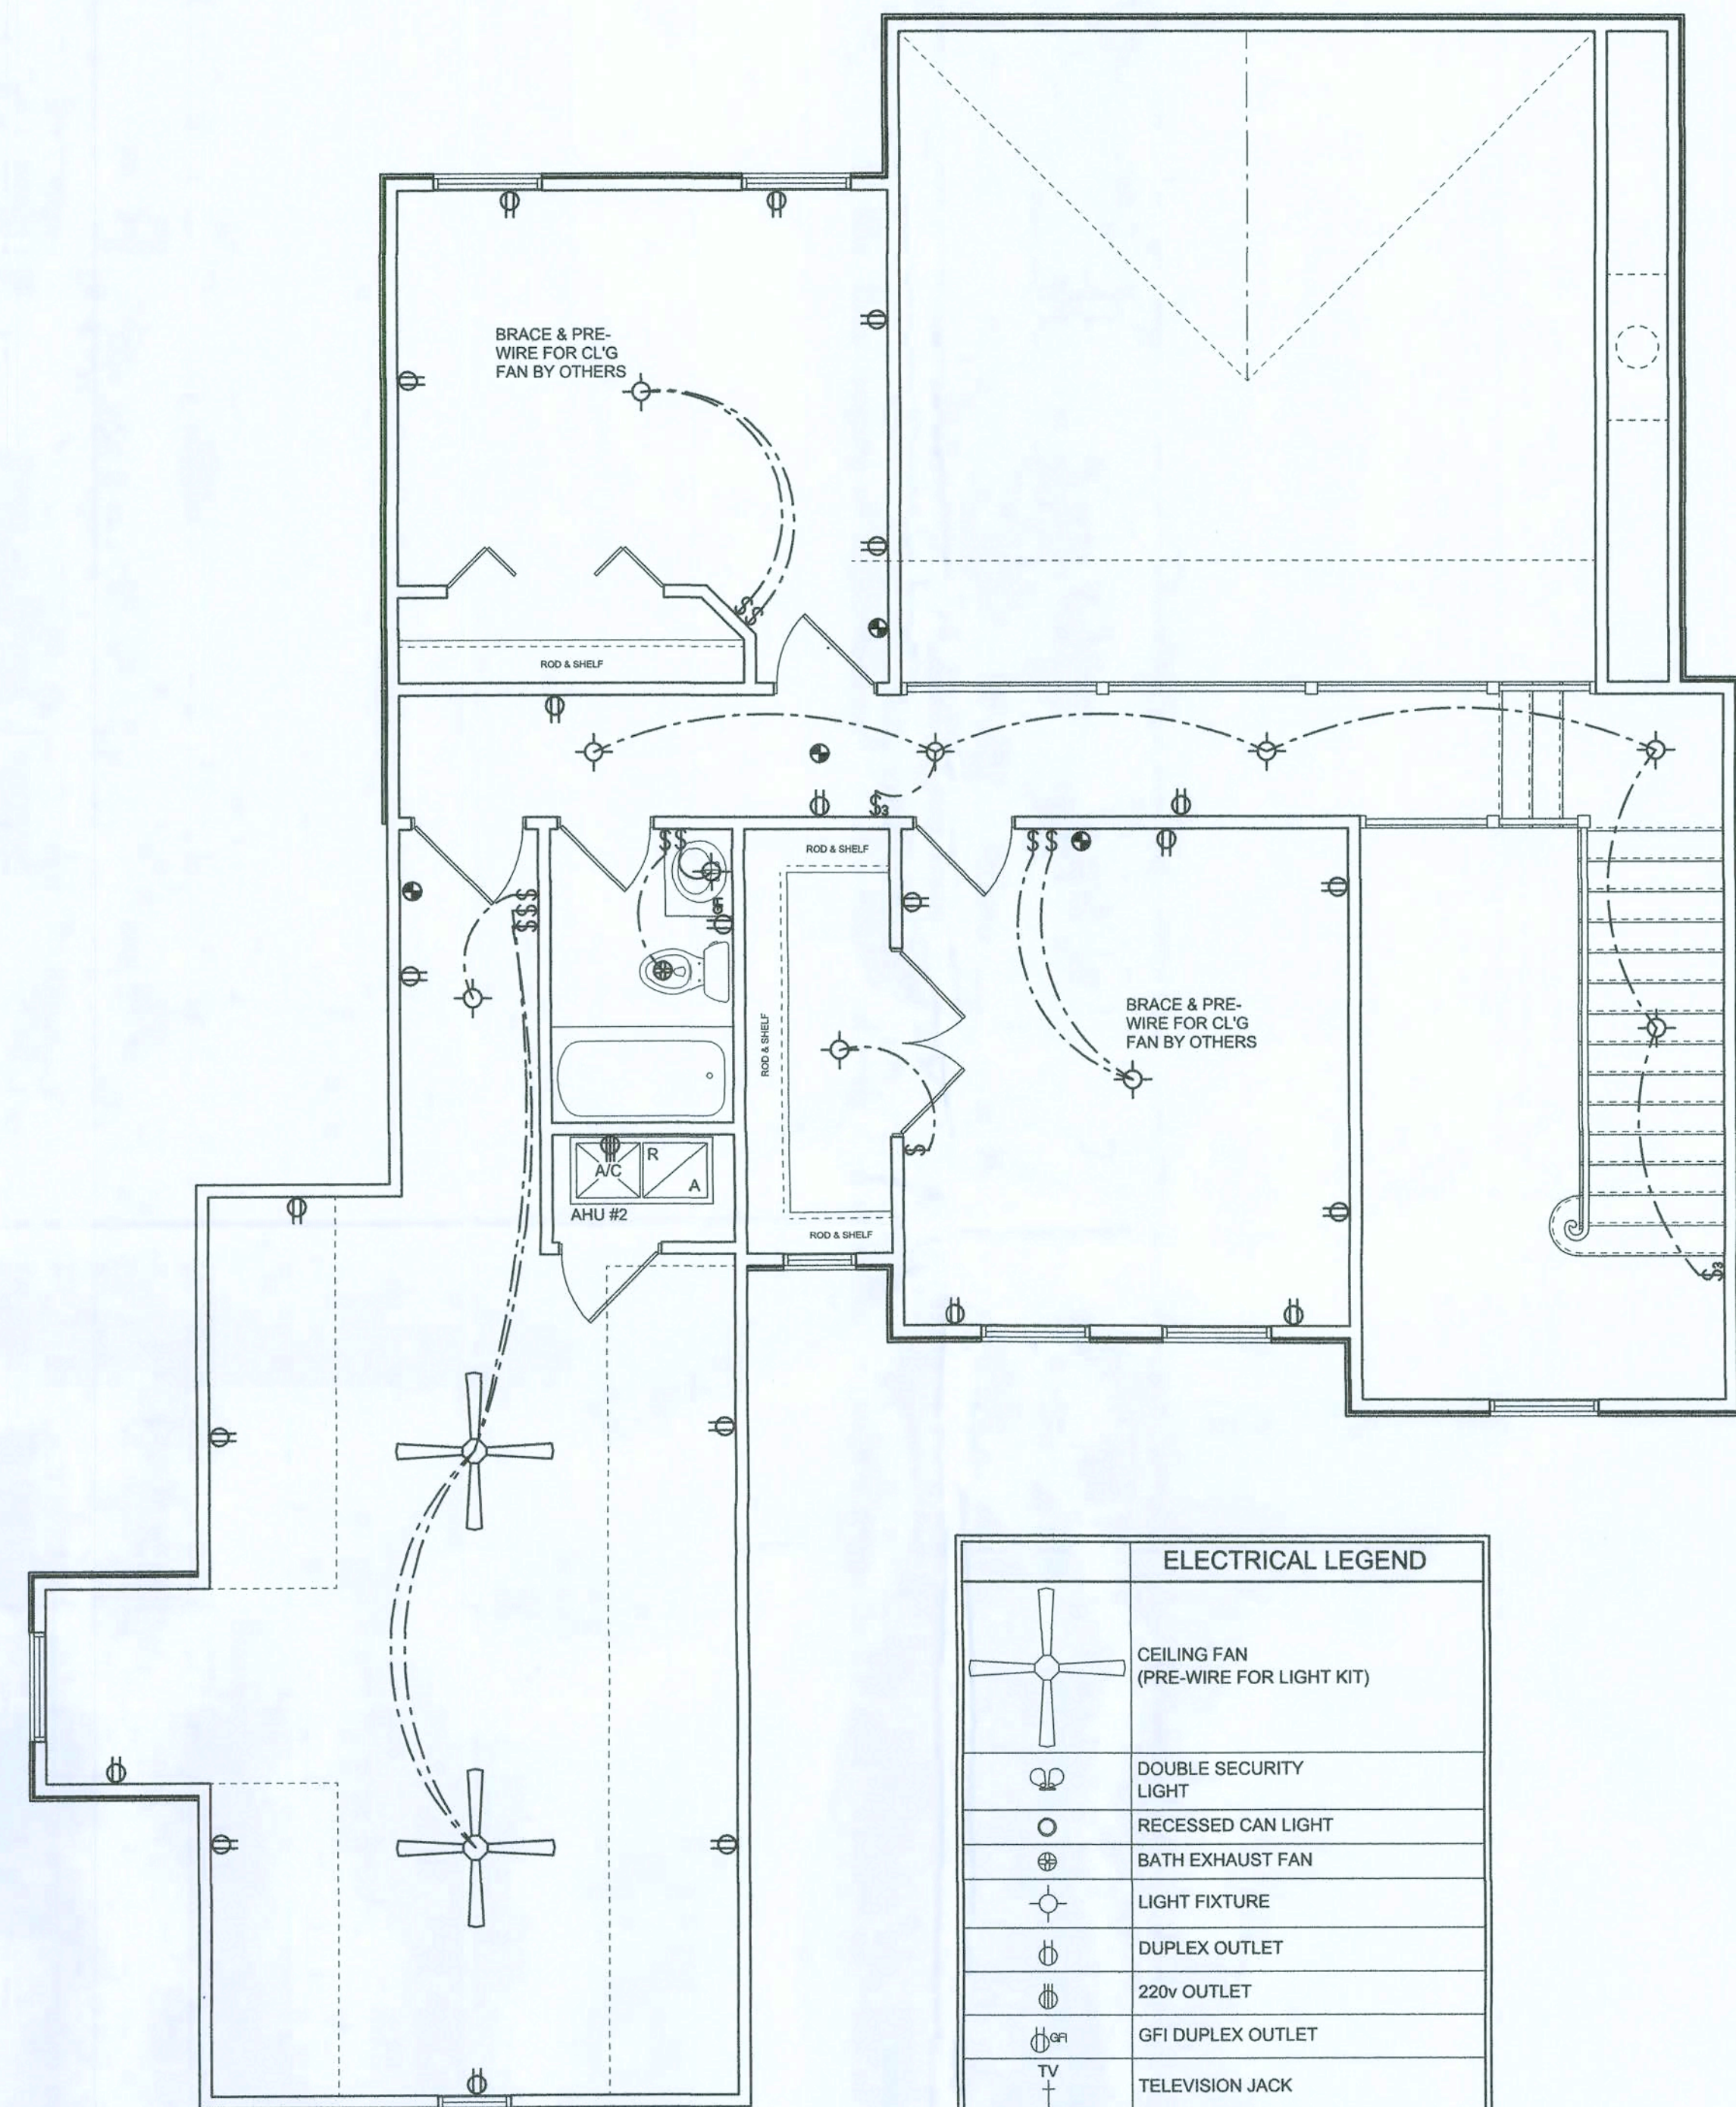 BRACE & PRE-
WIRE FOR CL'G
FAN BY OTHERS
$$
ROD & SHELF
$3
$$
ROD & SHELF
$$
$$$
$$
GFI
BRACE & PRE-
WIRE FOR CL'G
FAN BY OTHERS
ROD & SHELF
$
A/C
R
A
AHU #2
ROD & SHELF
$3
ELECTRICAL LEGEND
CEILING FAN
(PRE-WIRE FOR LIGHT KIT)
DOUBLE SECURITY
LIGHT
RECESSED CAN LIGHT
BATH EXHAUST FAN
LIGHT FIXTURE
DUPLEX OUTLET
220v OUTLET
GFI
GFI DUPLEX OUTLET
TV
TELEVISION JACK